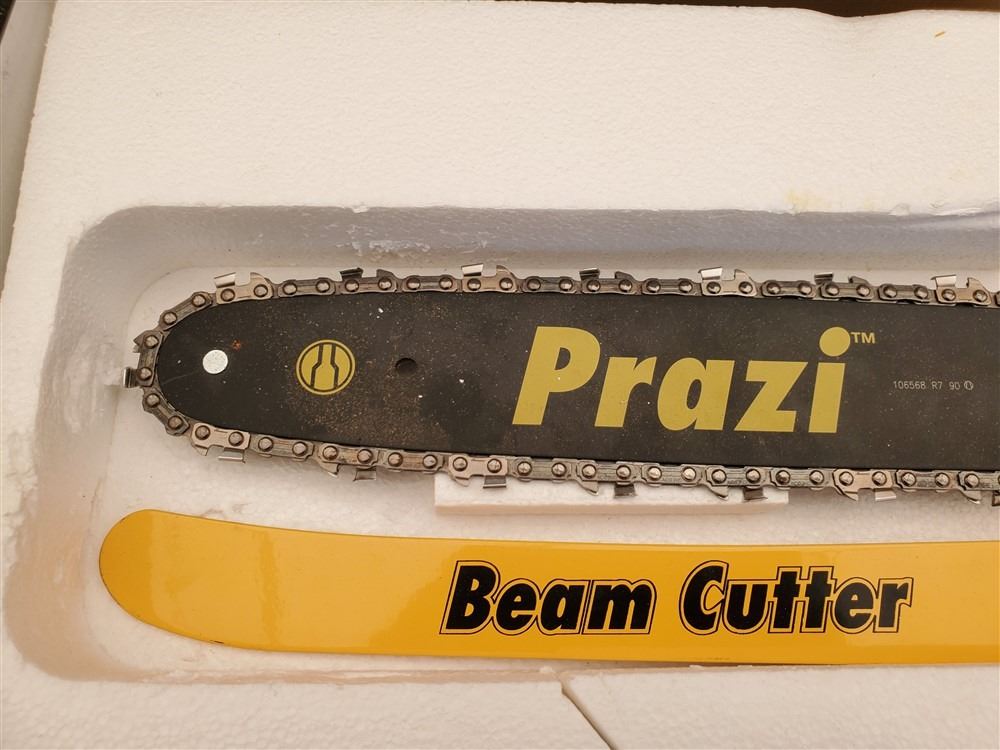 Prazi™
106568 R7 90
Beam Cutter